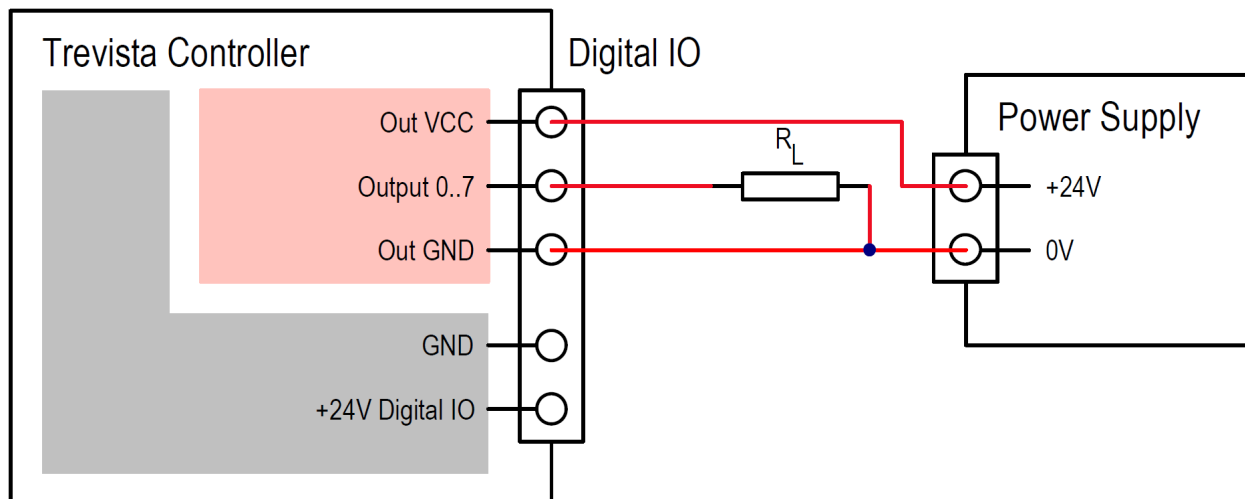 Trevista Controller
Digital IO
Power Supply
Out VCC
R_L
Output 0..7
+24V
Out GND
0V
GND
+24V Digital IO